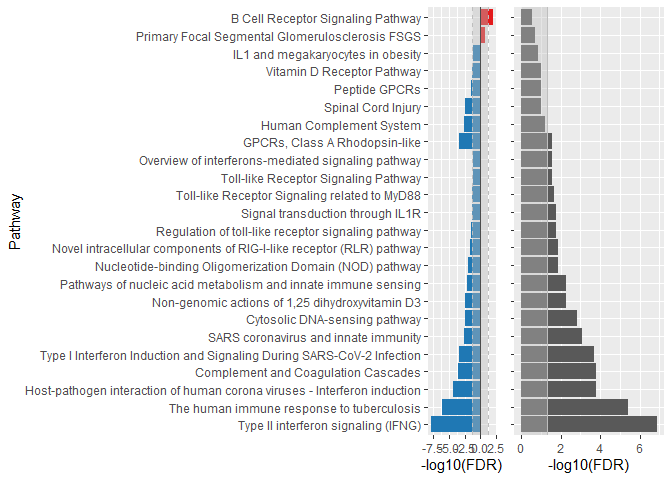 B Cell Receptor Signaling Pathway
Primary Focal Segmental Glomerulosclerosis FSGS
IL1 and megakaryocytes in obesity
Vitamin D Receptor Pathway
Peptide GPCRs
Spinal Cord Injury
Human Complement System
GPCRs, Class A Rhodopsin-like
Overview of interferons-mediated signaling pathway
Toll-like Receptor Signaling Pathway
Toll-like Receptor Signaling related to MyD88
Signal transduction through IL1R
Regulation of toll-like receptor signaling pathway
Novel intracellular components of RIG-I-like receptor (RLR) pathway
Nucleotide-binding Oligomerization Domain (NOD) pathway
Pathways of nucleic acid metabolism and innate immune sensing
Non-genomic actions of 1,25 dihydroxyvitamin D3
Cytosolic DNA-sensing pathway
SARS coronavirus and innate immunity
Type I Interferon Induction and Signaling During SARS-CoV-2 Infection
Complement and Coagulation Cascades
Host-pathogen interaction of human corona viruses - Interferon induction
The human immune response to tuberculosis
Type II interferon signaling (IFNG)
Pathway
-7.5 -5.0 -2.5 0.0 2.5
0 2 4 6
-log10(FDR)
-log10(FDR)